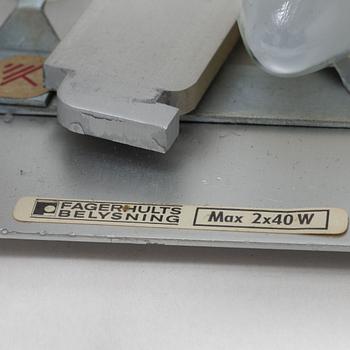 FAGERHULTS
BELYSNING
Max 2x40 W